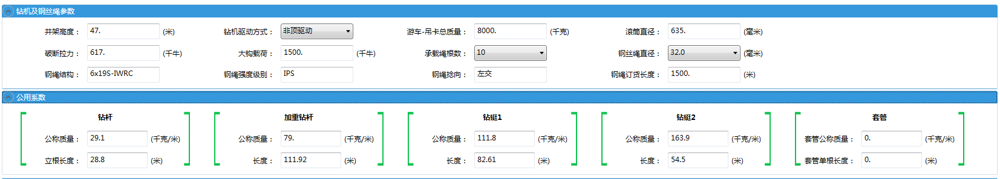 钻机及钢丝绳参数
井架高度： 47. (米) 钻机驱动方式： 非顶驱动 游车-吊卡总质量： 8000. (千克) 滚筒直径： 635. (毫米)
破断拉力： 617. (千牛) 大钩载荷： 1500. (千牛) 承载绳根数： 10 钢丝绳直径： 32.0 (毫米)
钢绳结构： 6x19S-IWRC 钢绳强度级别： IPS 钢绳捻向： 左交 钢绳订货长度： 1500. (米)
公用系数
钻杆 加重钻杆 钻铤1 钻铤2 套管
公称质量： 29.1 (千克/米) 公称质量： 79. (千克/米) 公称质量： 111.8 (千克/米) 公称质量： 163.9 (千克/米) 套管公称质量： 0. (千克/米)
立根长度： 28.8 (米) 长度： 111.92 (米) 长度： 82.61 (米) 长度： 54.5 (米) 套管单根长度： 0. (米)